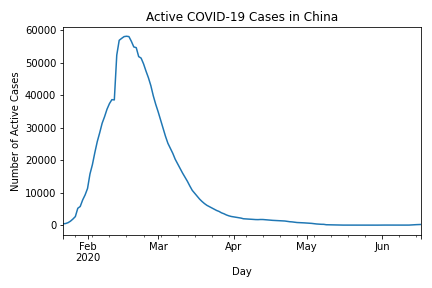 Active COVID-19 Cases in China
Number of Active Cases
60000
50000
40000
30000
20000
10000
0
Feb
2020
Mar
Apr
May
Jun
Day